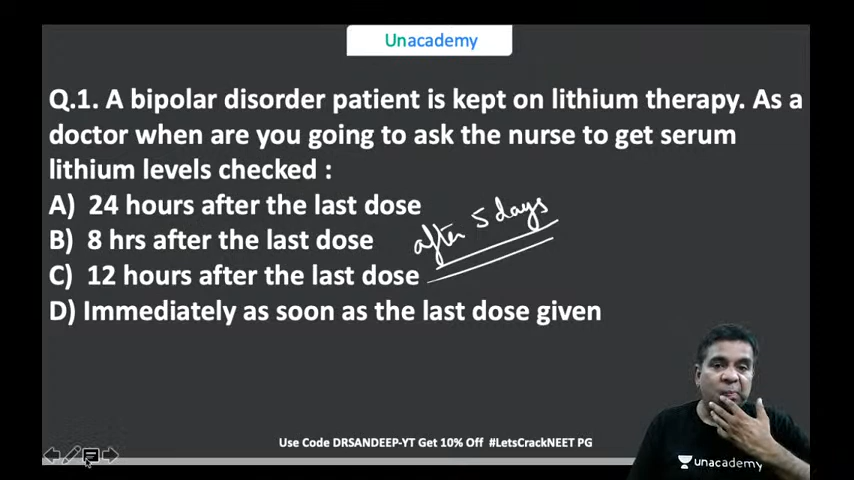 Unacademy
Q.1. A bipolar disorder patient is kept on lithium therapy. As a
doctor when are you going to ask the nurse to get serum
lithium levels checked :
A) 24 hours after the last dose
B) 8 hrs after the last dose
after 5 days
C) 12 hours after the last dose
D) Immediately as soon as the last dose given
Use Code DRSANDEEP-YT Get 10% Off #LetsCrackNEET PG
unacademy